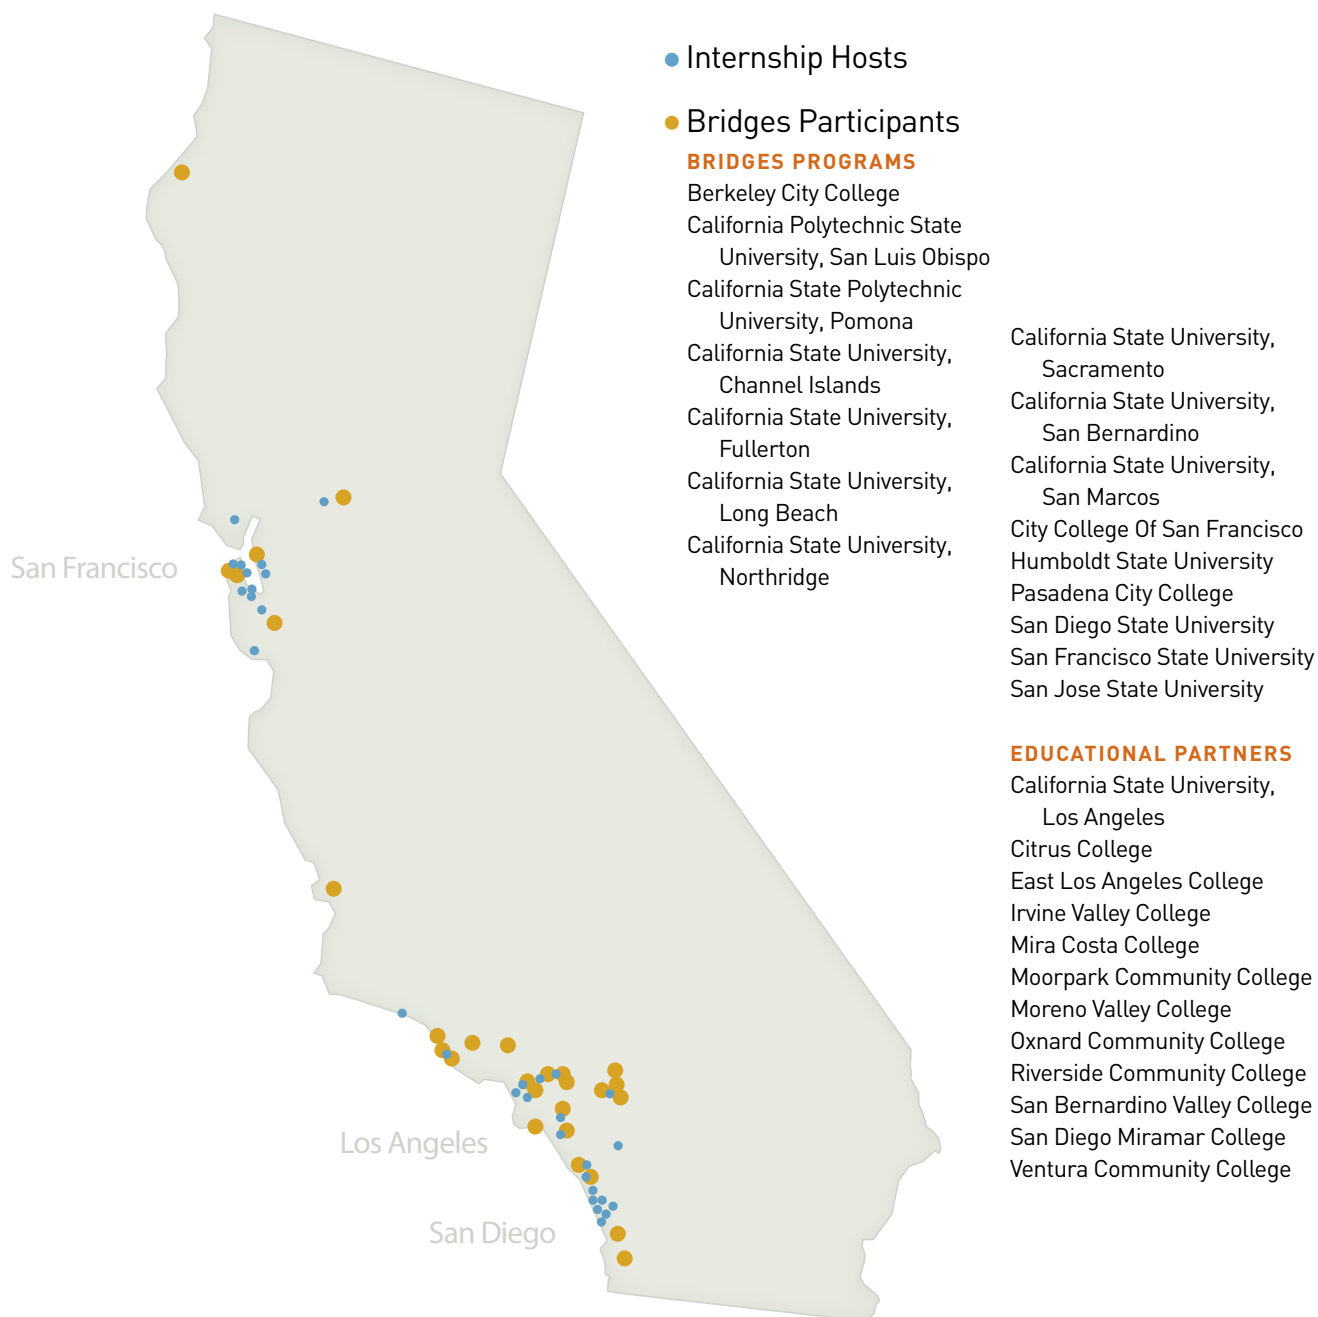 Internship Hosts
Bridges Participants
BRIDGES PROGRAMS
Berkeley City College
California Polytechnic State
University, San Luis Obispo
California State Polytechnic
University, Pomona
California State University,
Channel Islands
California State University,
Fullerton
California State University,
Long Beach
California State University,
Northridge
California State University,
Sacramento
California State University,
San Bernardino
California State University,
San Marcos
City College Of San Francisco
Humboldt State University
Pasadena City College
San Diego State University
San Francisco State University
San Jose State University
EDUCATIONAL PARTNERS
California State University,
Los Angeles
Citrus College
East Los Angeles College
Irvine Valley College
Mira Costa College
Moorpark Community College
Moreno Valley College
Oxnard Community College
Riverside Community College
San Bernardino Valley College
San Diego Miramar College
Ventura Community College
San Francisco
Los Angeles
San Diego